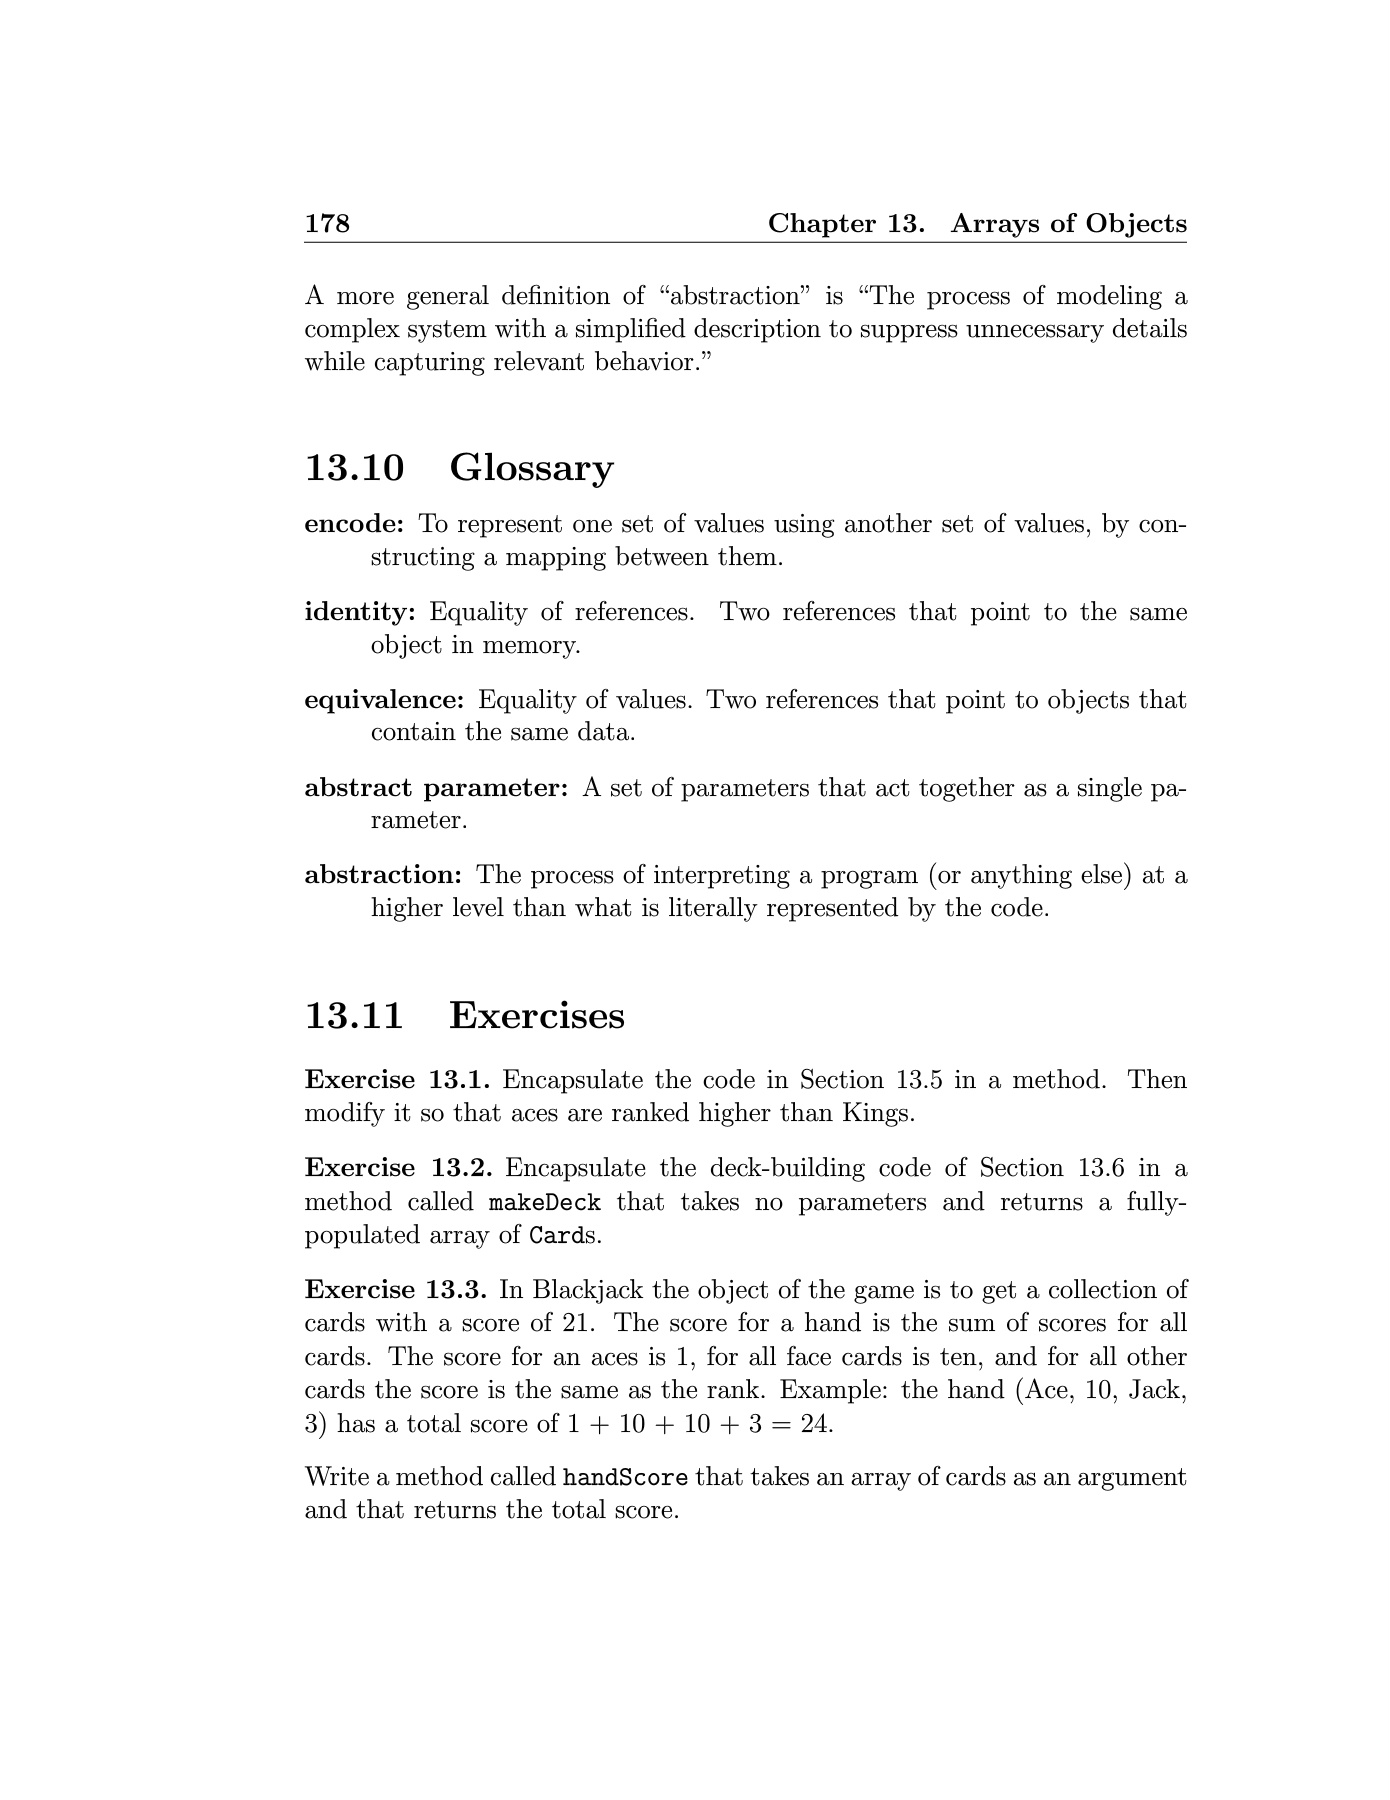 178 Chapter 13. Arrays of Objects
A more general definition of “abstraction” is “The process of modeling a
complex system with a simplified description to suppress unnecessary details
while capturing relevant behavior.”
13.10 Glossary
encode: To represent one set of values using another set of values, by con-
structing a mapping between them.
identity: Equality of references. Two references that point to the same
object in memory.
equivalence: Equality of values. Two references that point to objects that
contain the same data.
abstract parameter: A set of parameters that act together as a single pa-
rameter.
abstraction: The process of interpreting a program (or anything else) at a
higher level than what is literally represented by the code.
13.11 Exercises
Exercise 13.1. Encapsulate the code in Section 13.5 in a method. Then
modify it so that aces are ranked higher than Kings.
Exercise 13.2. Encapsulate the deck-building code of Section 13.6 in a
method called makeDeck that takes no parameters and returns a fully-
populated array of Cards.
Exercise 13.3. In Blackjack the object of the game is to get a collection of
cards with a score of 21. The score for a hand is the sum of scores for all
cards. The score for an aces is 1, for all face cards is ten, and for all other
cards the score is the same as the rank. Example: the hand (Ace, 10, Jack,
3) has a total score of 1 + 10 + 10 + 3 = 24.
Write a method called handScore that takes an array of cards as an argument
and that returns the total score.